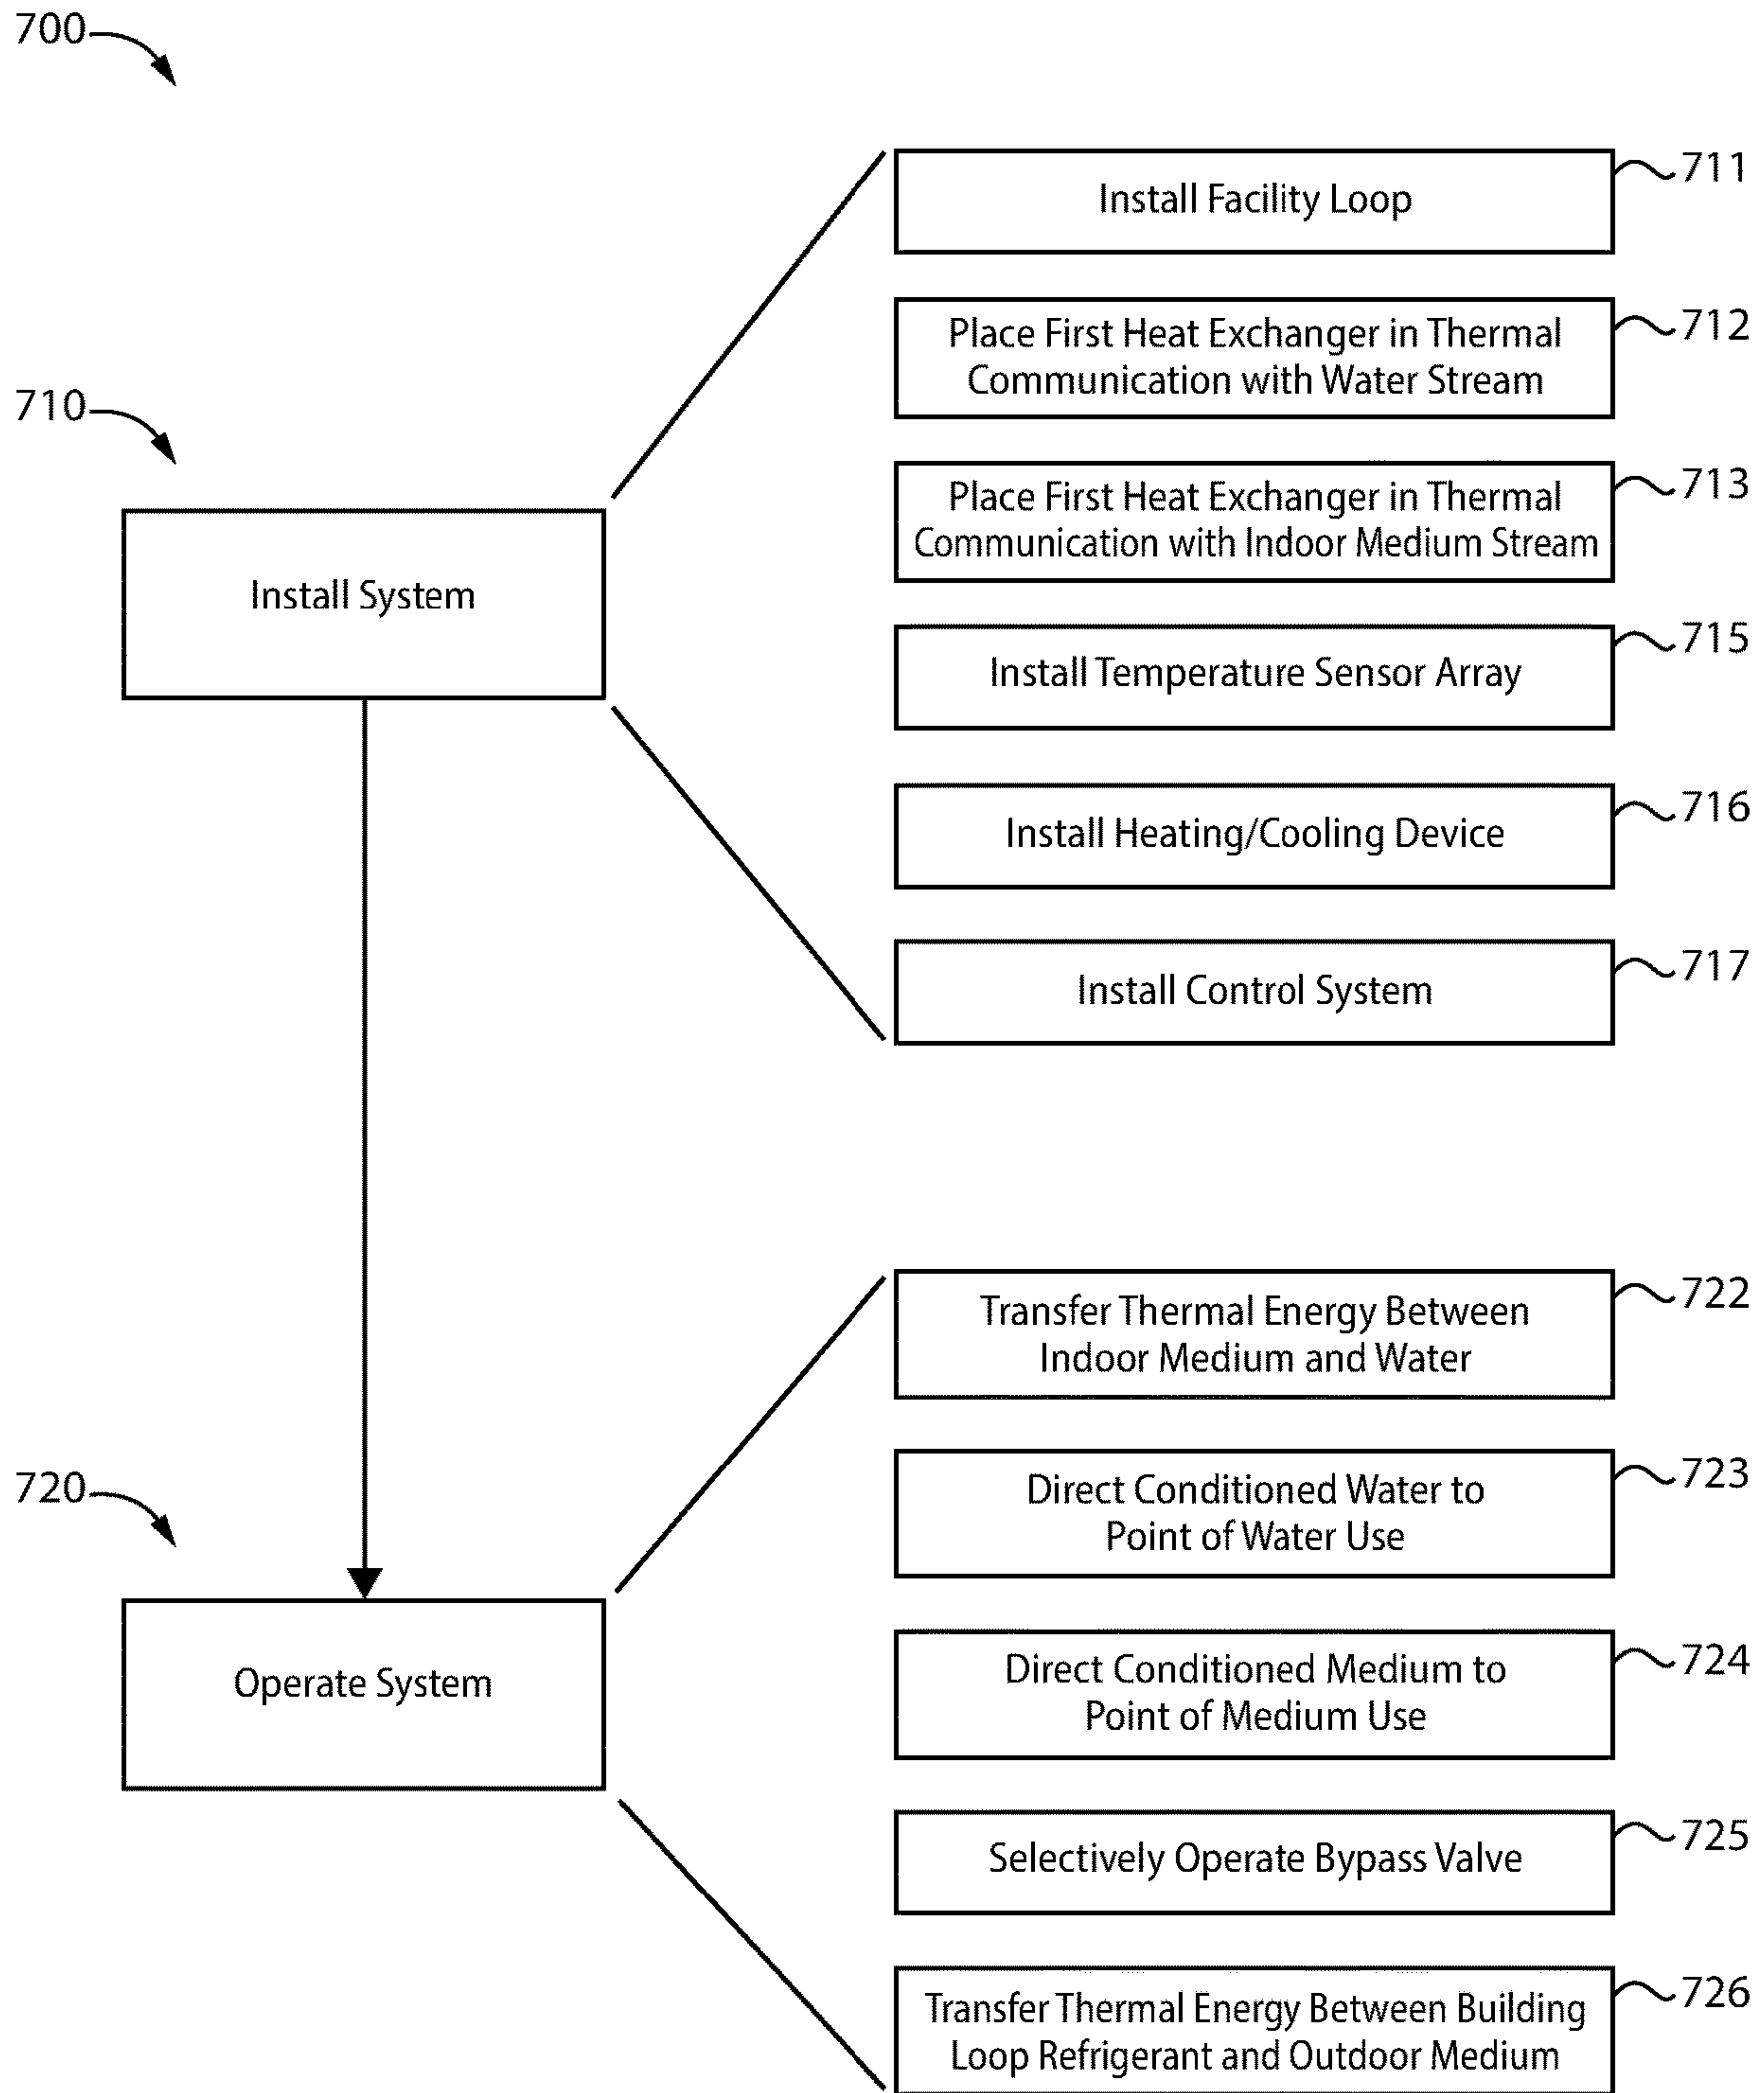 700
711
Install Facility Loop
712
Place First Heat Exchanger in Thermal
Communication with Water Stream
710
713
Place First Heat Exchanger in Thermal
Communication with Indoor Medium Stream
Install System
715
Install Temperature Sensor Array
716
Install Heating/Cooling Device
717
Install Control System
722
Transfer Thermal Energy Between
Indoor Medium and Water
720
723
Direct Conditioned Water to
Point of Water Use
Operate System
724
Direct Conditioned Medium to
Point of Medium Use
725
Selectively Operate Bypass Valve
726
Transfer Thermal Energy Between Building
Loop Refrigerant and Outdoor Medium